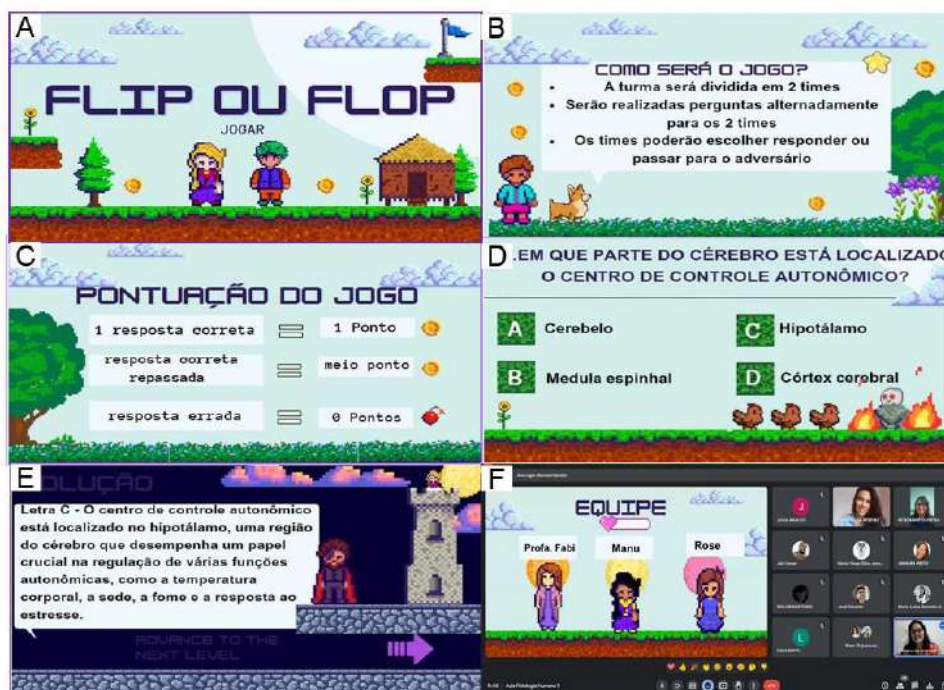 A
FLIP OU FLOP
JOGAR
B
COMO SERÁ O JOGO?
• A turma será dividida em 2 times
• Serão realizadas perguntas alternadamente
para os 2 times
• Os times poderão escolher responder ou
passar para o adversário
C
PONTUAÇÃO DO JOGO
1 resposta correta = 1 Ponto
resposta correta
repassada = meio ponto
resposta errada = 0 Pontos
D
.EM QUE PARTE DO CÉREBRO ESTÁ LOCALIZADO
O CENTRO DE CONTROLE AUTONÔMICO?
A Cerebelo
C Hipotálamo
B Medula espinhal
D Córtex cerebral
E
OLUÇÃO
Letra C - O centro de controle autonômico
está localizado no hipotálamo, uma região
do cérebro que desempenha um papel
crucial na regulação de várias funções
autonômicas, como a temperatura
corporal, a sede, a fome e a resposta ao
estresse.
ADVANCE TO THE
NEXT LEVEL
F
EQUIPE
Profa. Fabi
Manu
Rose
J
L